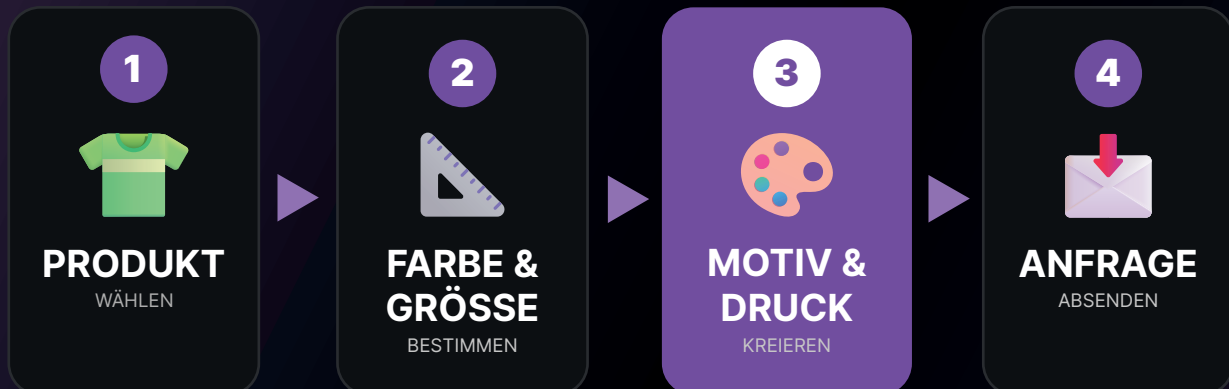 1
PRODUKT
WÄHLEN
2
FARBE &
GRÖSSE
BESTIMMEN
3
MOTIV &
DRUCK
KREIEREN
4
ANFRAGE
ABSENDEN